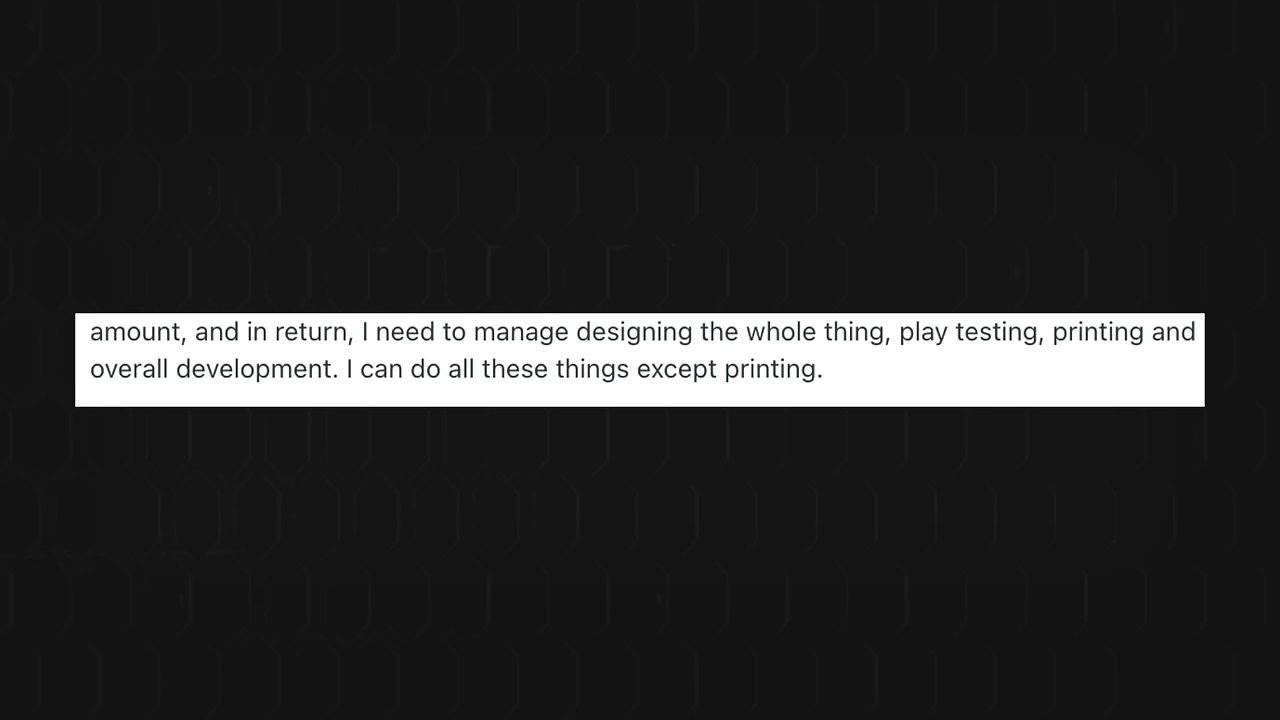 amount, and in return, I need to manage designing the whole thing, play testing, printing and
overall development. I can do all these things except printing.